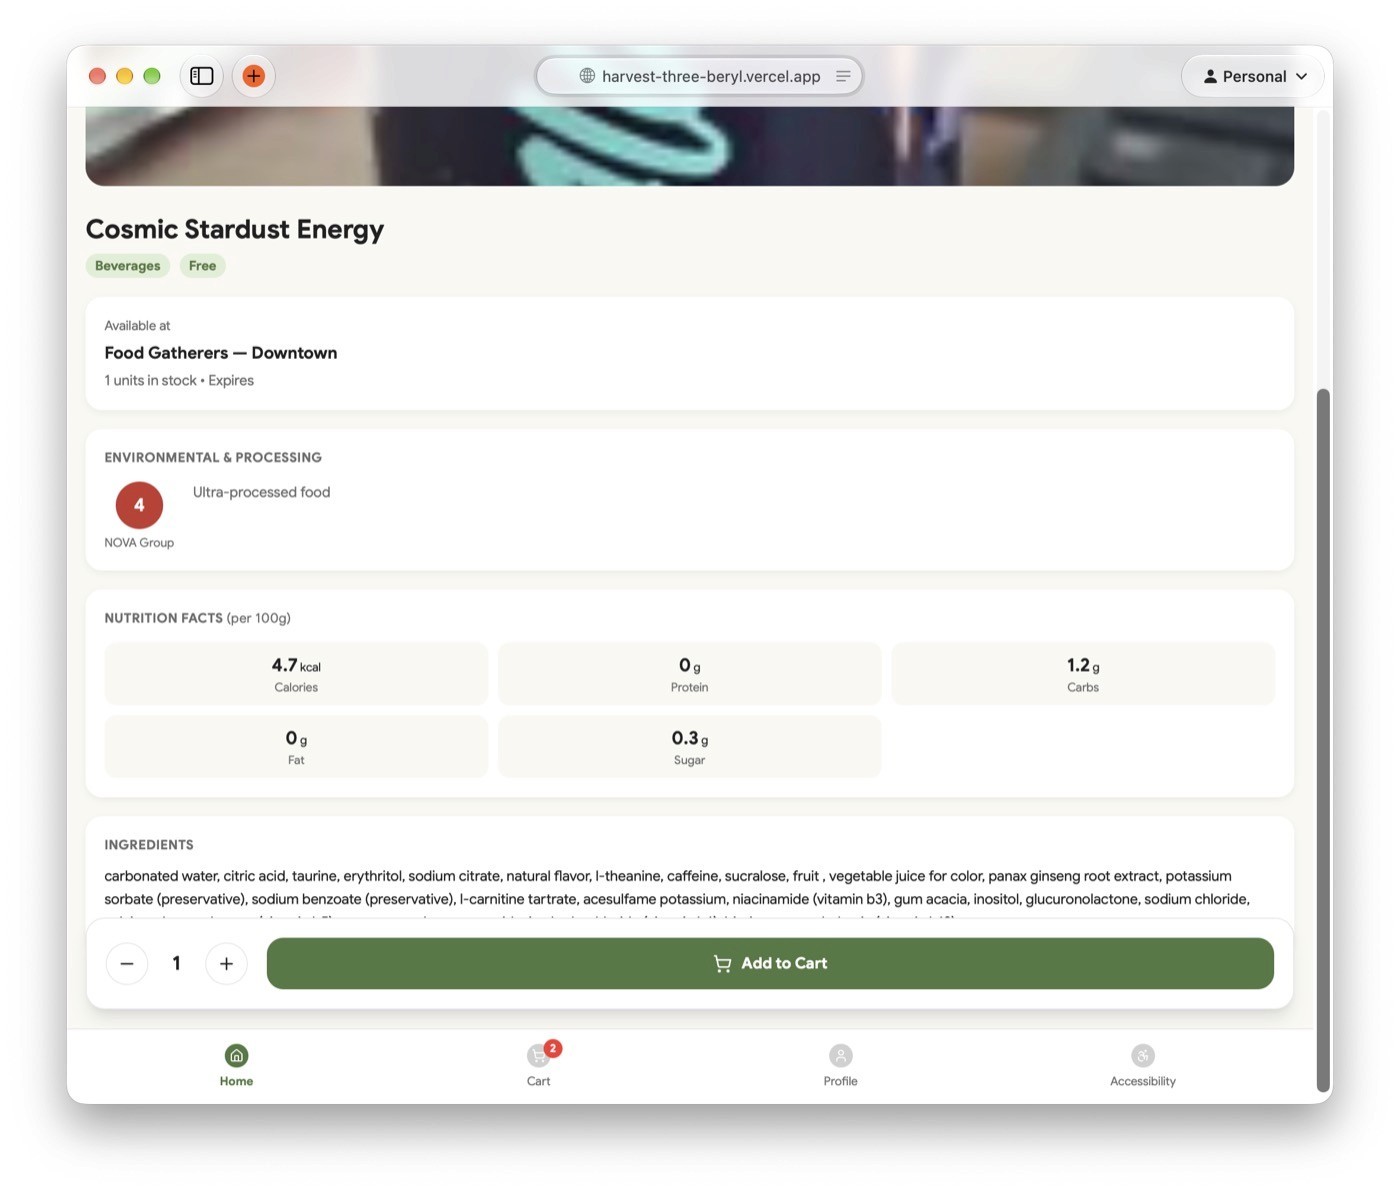 harvest-three-beryl.vercel.app
Personal
Cosmic Stardust Energy
Beverages
Free
Available at
Food Gatherers — Downtown
1 units in stock • Expires
ENVIRONMENTAL & PROCESSING
4
Ultra-processed food
NOVA Group
NUTRITION FACTS (per 100g)
4.7 kcal
Calories
0 g
Protein
1.2 g
Carbs
0 g
Fat
0.3 g
Sugar
INGREDIENTS
carbonated water, citric acid, taurine, erythritol, sodium citrate, natural flavor, l-theanine, caffeine, sucralose, fruit , vegetable juice for color, panax ginseng root extract, potassium
sorbate (preservative), sodium benzoate (preservative), l-carnitine tartrate, acesulfame potassium, niacinamide (vitamin b3), gum acacia, inositol, glucuronolactone, sodium chloride,
1
Add to Cart
Home
2
Cart
Profile
Accessibility